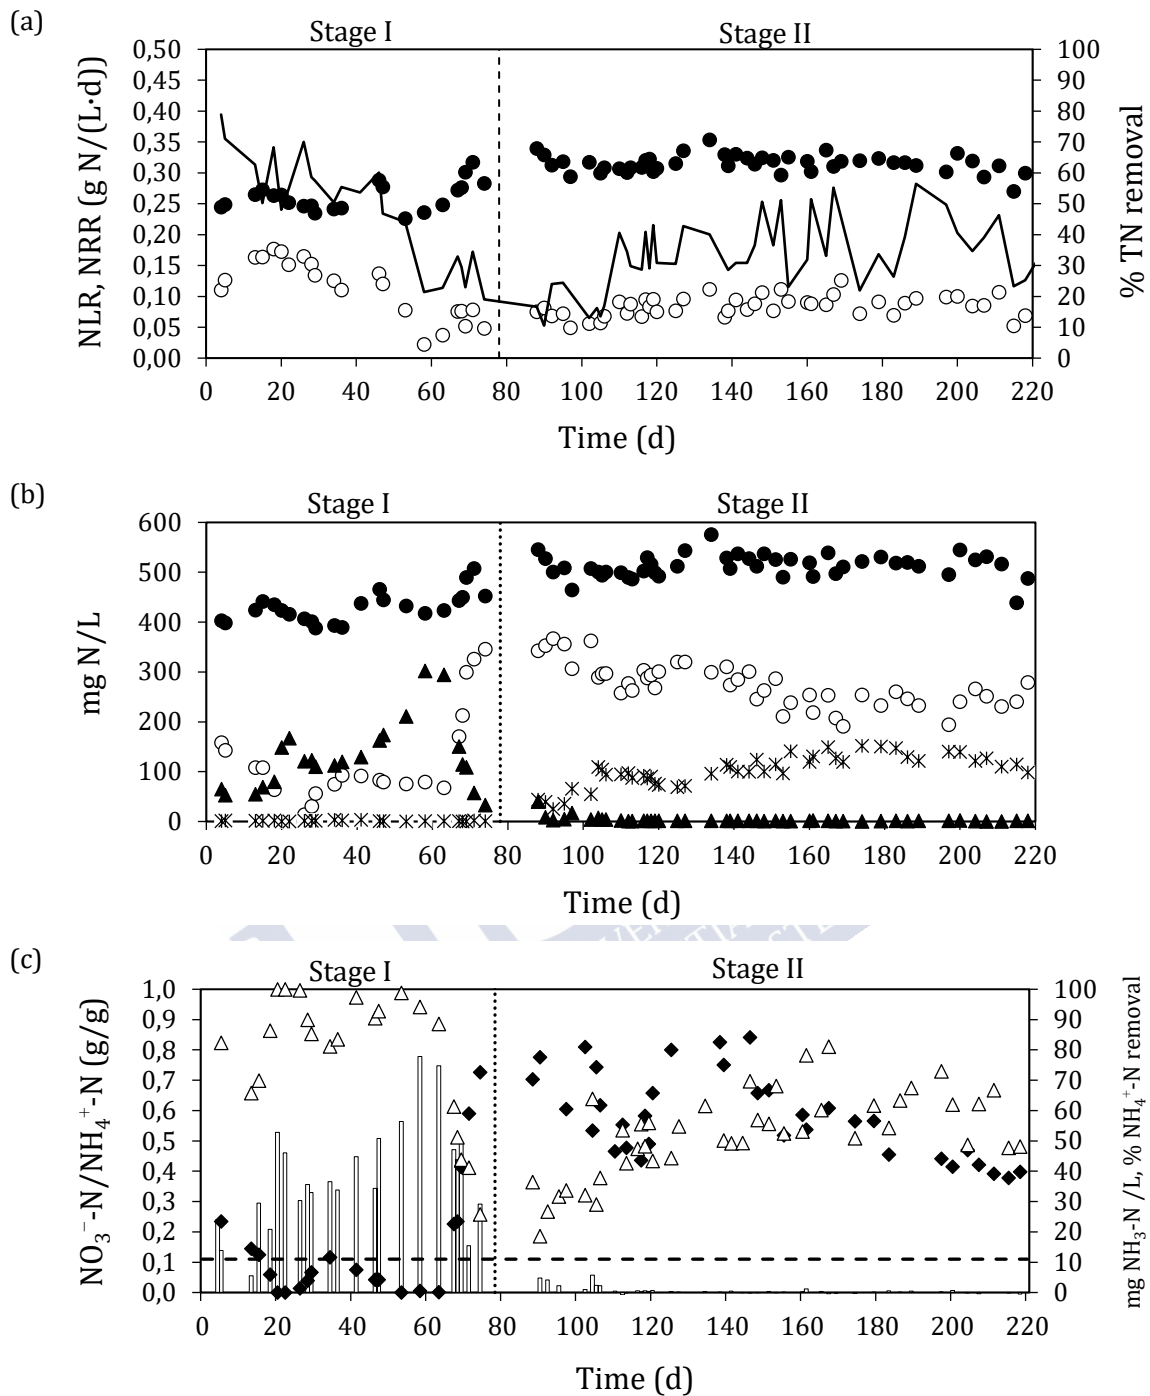 (a)
Stage I Stage II
0,50 100
0,45 90
0,40 80
0,35 70
0,30 60
0,25 50
0,20 40
0,15 30
0,10 20
0,05 10
0,00 0
NLR, NRR (g N/(L·d))
% TN removal
0 20 40 60 80 100 120 140 160 180 200 220
Time (d)
(b)
Stage I Stage II
600
500
400
300
200
100
0
mg N/L
0 20 40 60 80 100 120 140 160 180 200 220
Time (d)
(c)
Stage I Stage II
1,0 100
0,9 90
0,8 80
0,7 70
0,6 60
0,5 50
0,4 40
0,3 30
0,2 20
0,1 10
0,0 0
NO₃⁻-N/NH₄⁺-N (g/g)
mg NH₃-N /L, % NH₄⁺-N removal
0 20 40 60 80 100 120 140 160 180 200 220
Time (d)